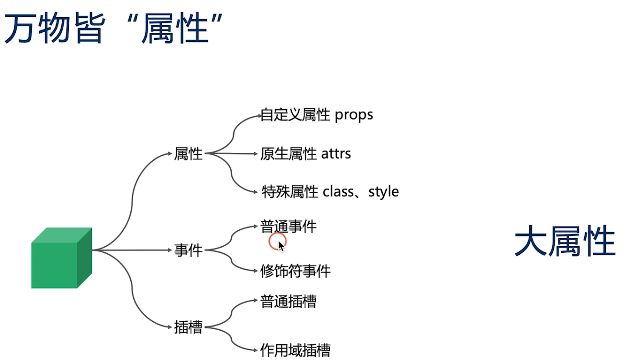 万物皆“属性”
自定义属性 props
属性
原生属性 attrs
特殊属性 class、style
普通事件
大属性
事件
修饰符事件
普通插槽
插槽
作用域插槽